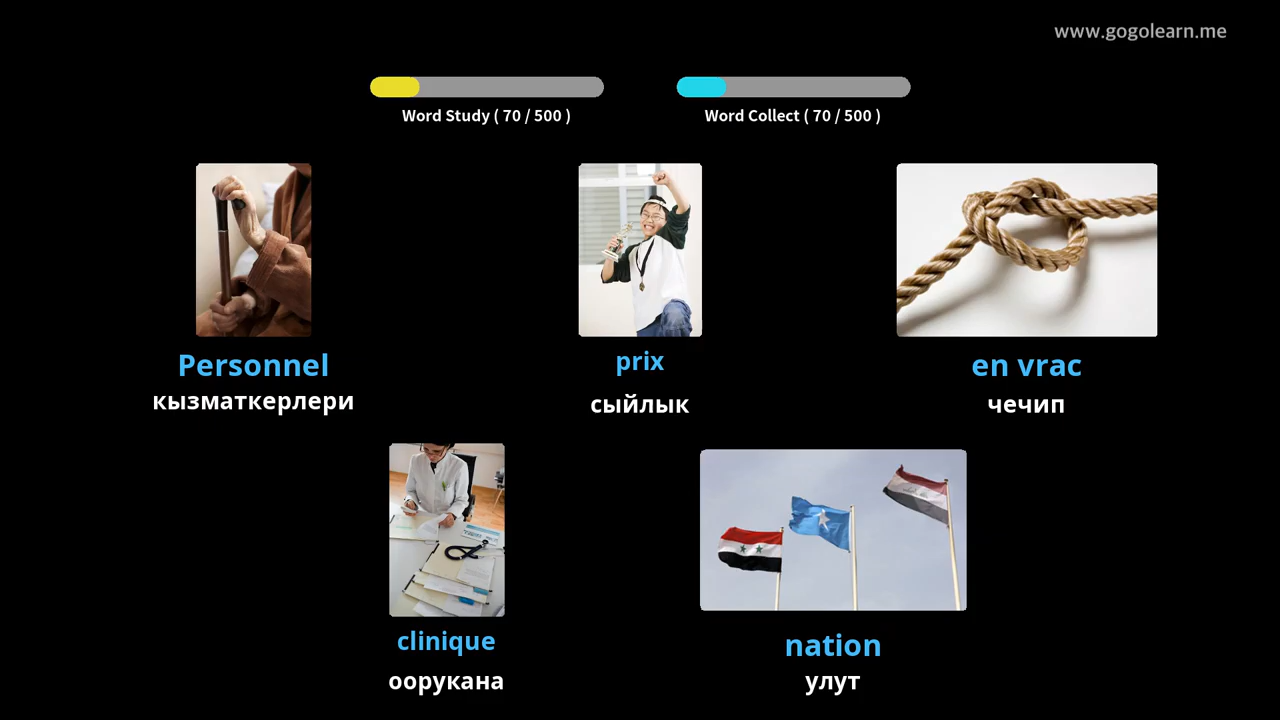 www.gogolearn.me
Word Study ( 70 / 500 )
Word Collect ( 70 / 500 )
Personnel
кызматкерлери
prix
сыйлык
en vrac
чечип
clinique
оорукана
nation
улут